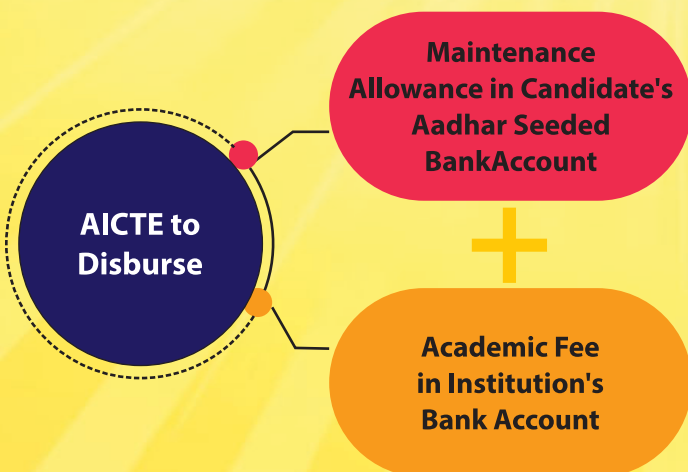 AICTE to
Disburse
Maintenance
Allowance in Candidate's
Aadhar Seeded
BankAccount
Academic Fee
in Institution's
Bank Account